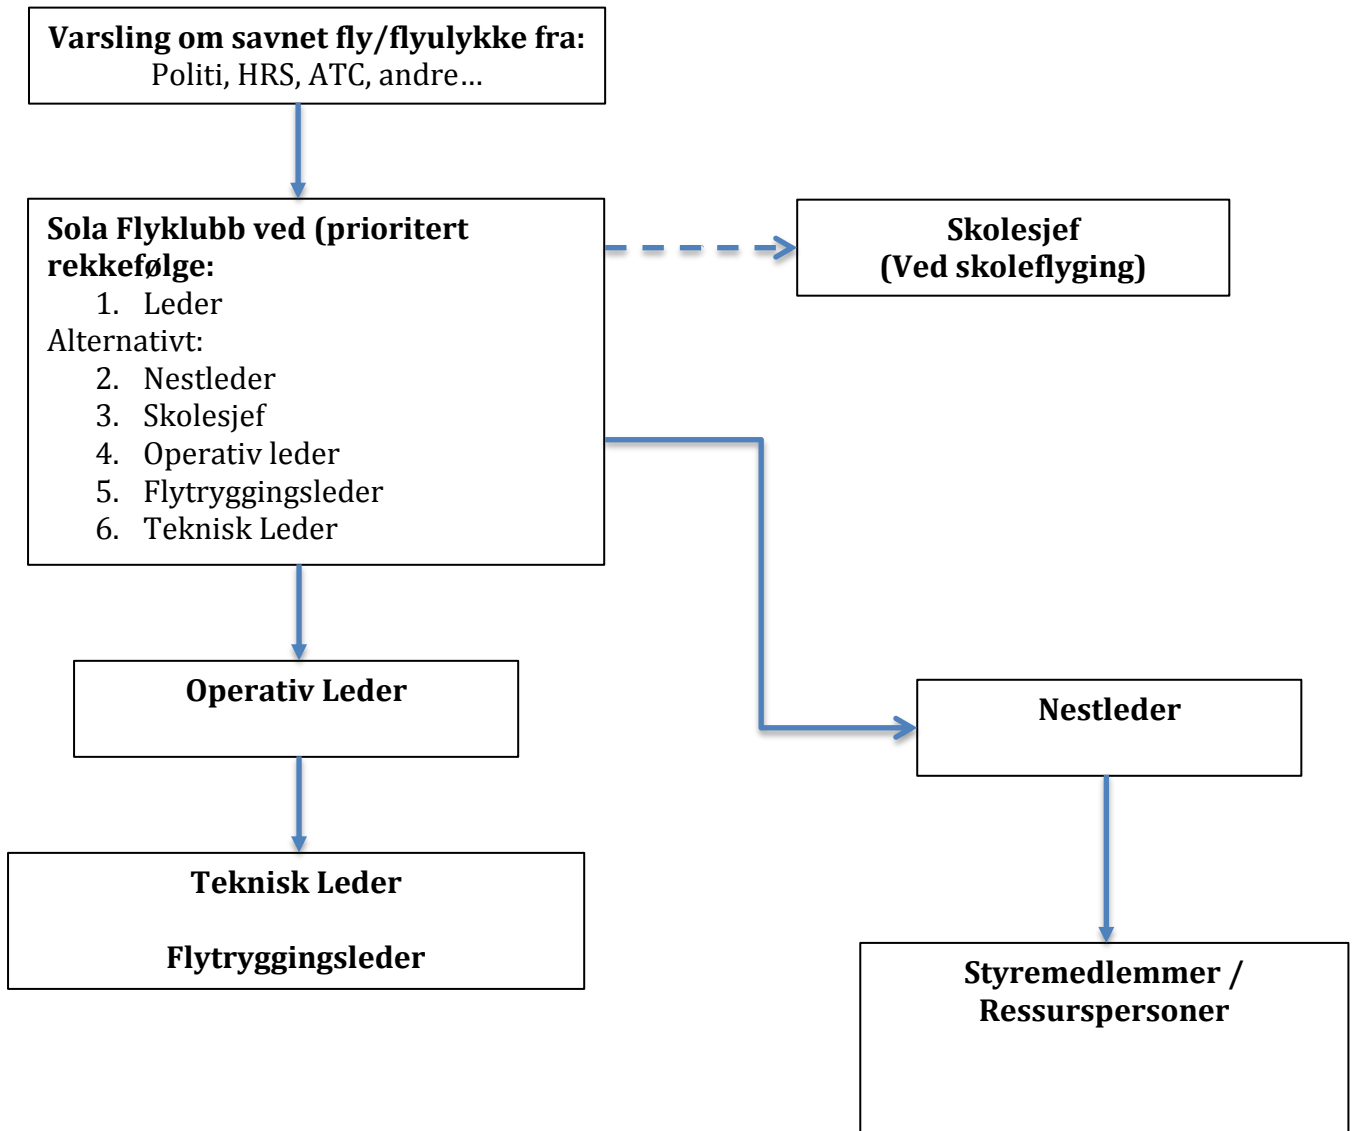 Varsling om savnet fly/flyulykke fra:
Politi, HRS, ATC, andre…
Sola Flyklubb ved (prioritert
rekkefølge:
1. Leder
Alternativt:
2. Nestleder
3. Skolesjef
4. Operativ leder
5. Flytryggingsleder
6. Teknisk Leder
Skolesjef
(Ved skoleflyging)
Operativ Leder
Nestleder
Teknisk Leder
Flytryggingsleder
Styremedlemmer /
Ressurspersoner